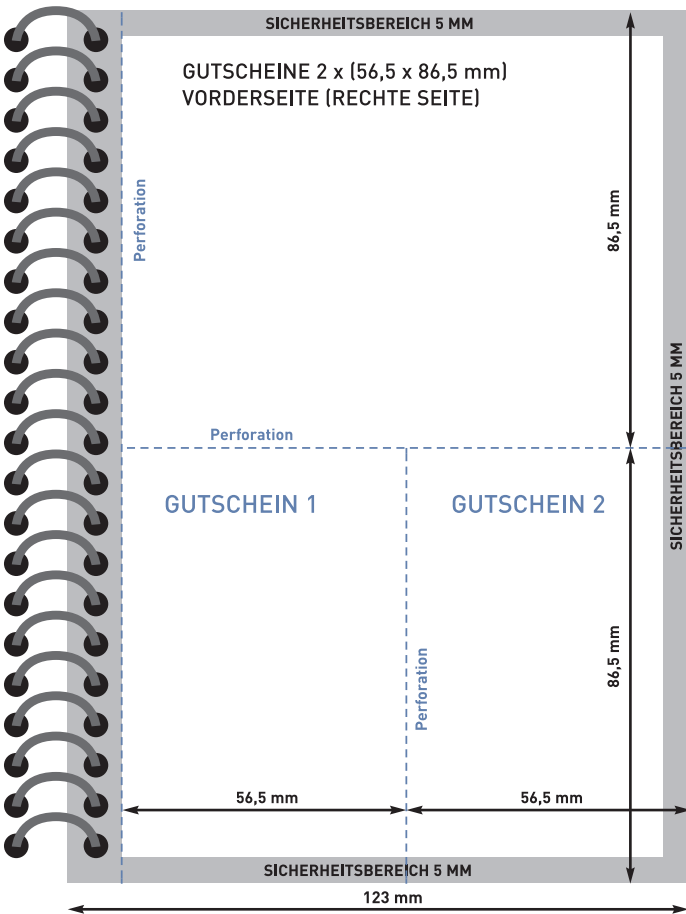 SICHERHEITSBEREICH 5 MM
GUTSCHEINE 2 x (56,5 x 86,5 mm)
VORDERSEITE (RECHTE SEITE)
Perforation
86,5 mm
SICHERHEITSBEREICH 5 MM
Perforation
GUTSCHEIN 1
GUTSCHEIN 2
Perforation
86,5 mm
56,5 mm
56,5 mm
SICHERHEITSBEREICH 5 MM
123 mm